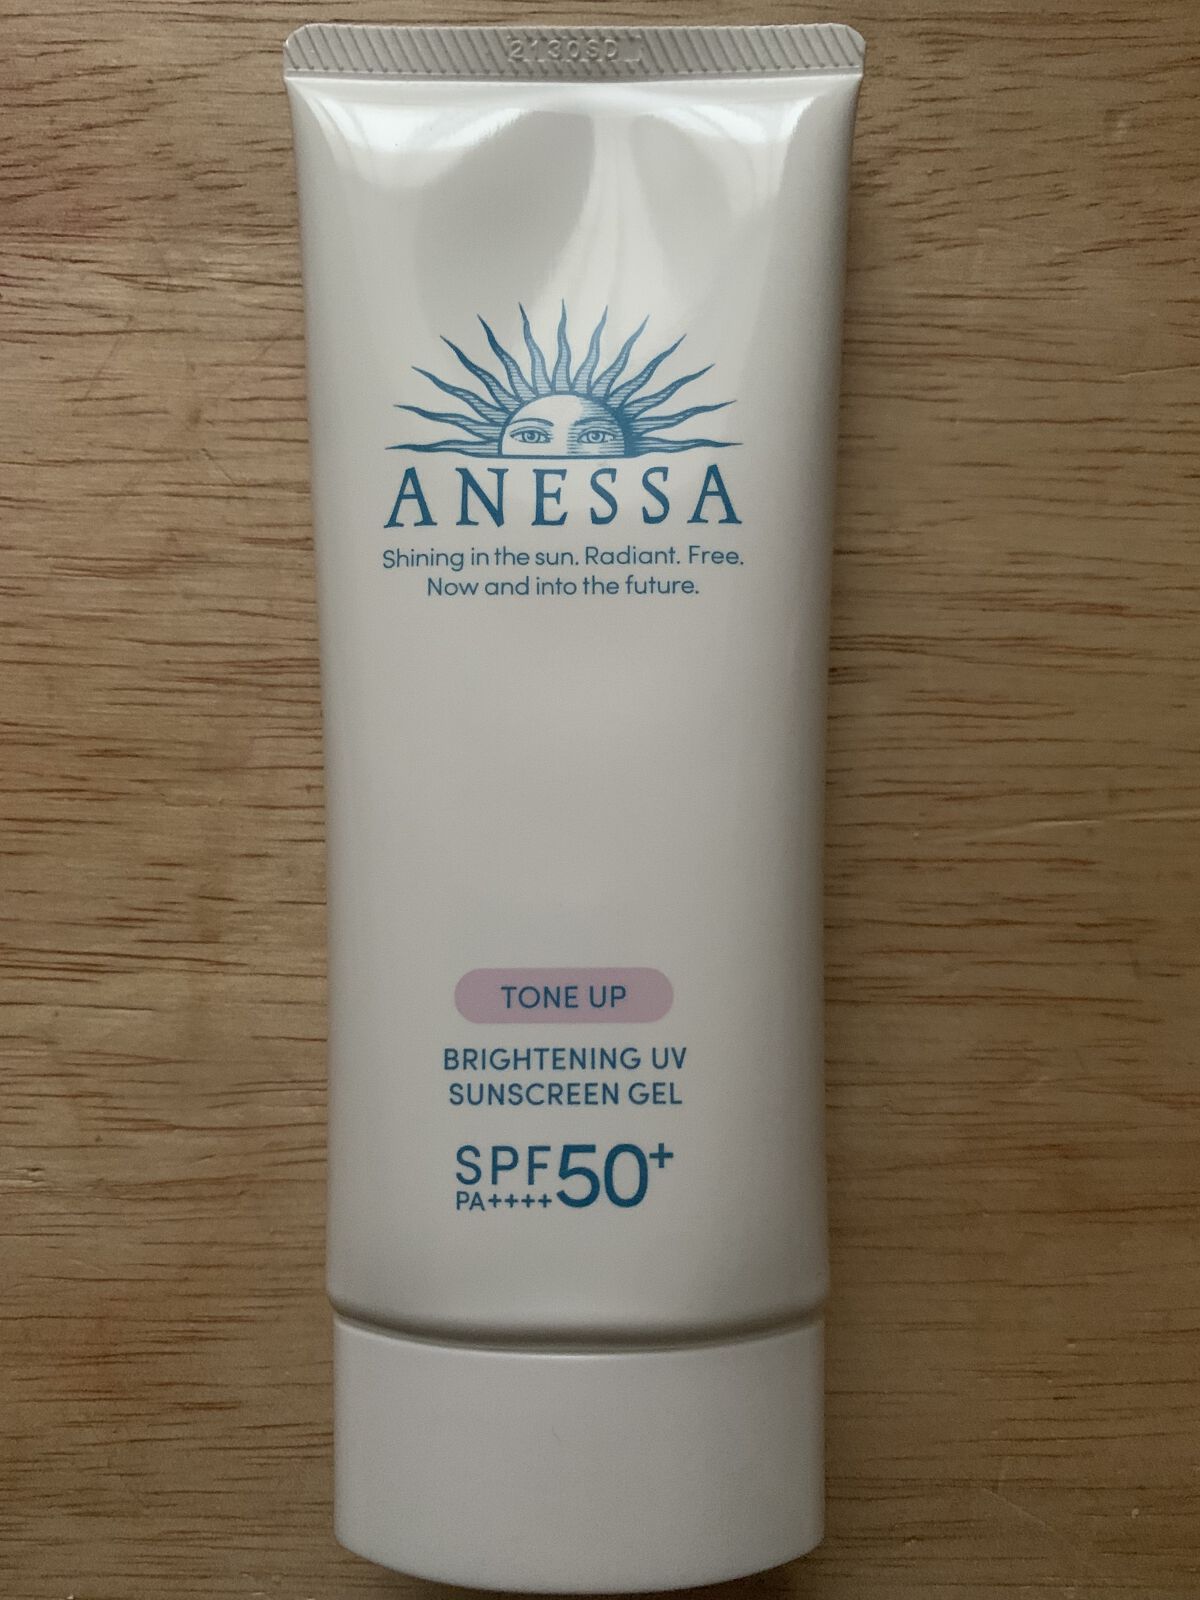 2130SD
ANESSA
Shining in the sun. Radiant. Free.
Now and into the future.
TONE UP
BRIGHTENING UV
SUNSCREEN GEL
SPF50+
PA++++